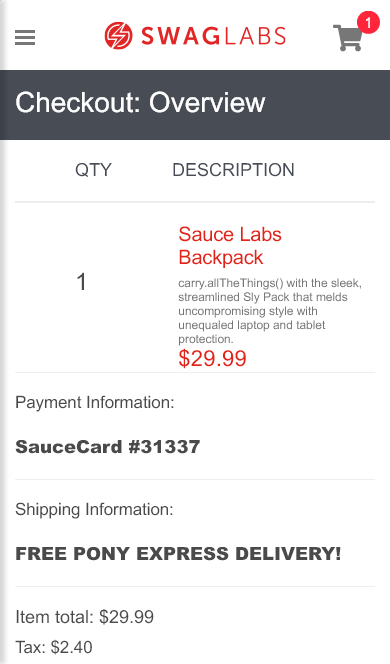 SWAGLABS
1
Checkout: Overview
QTY DESCRIPTION
1
Sauce Labs
Backpack
carry.allTheThings() with the sleek,
streamlined Sly Pack that melds
uncompromising style with
unequaled laptop and tablet
protection.
$29.99
Payment Information:
SauceCard #31337
Shipping Information:
FREE PONY EXPRESS DELIVERY!
Item total: $29.99
Tax: $2.40